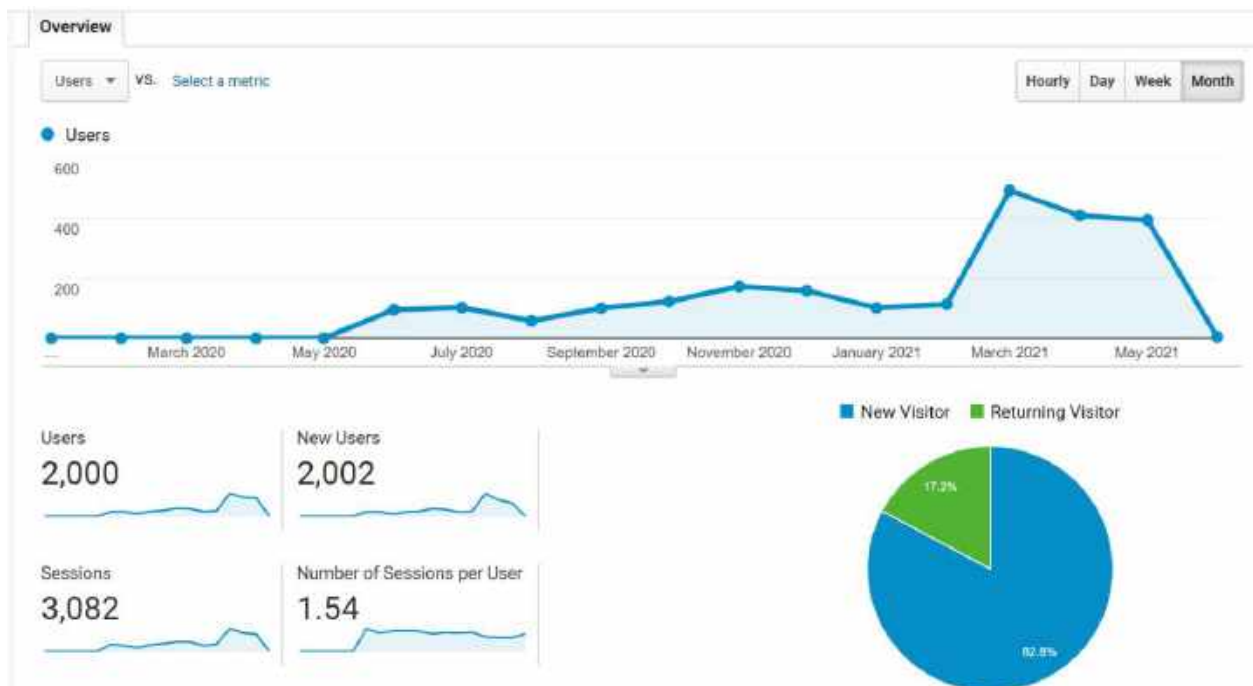 Overview
Users VS. Select a metric
Hourly Day Week Month
Users
600
400
200
... March 2020 May 2020 July 2020 September 2020 November 2020 January 2021 March 2021 May 2021
New Visitor Returning Visitor
Users
2,000
New Users
2,002
17.2%
Sessions
3,082
Number of Sessions per User
1.54
82.8%